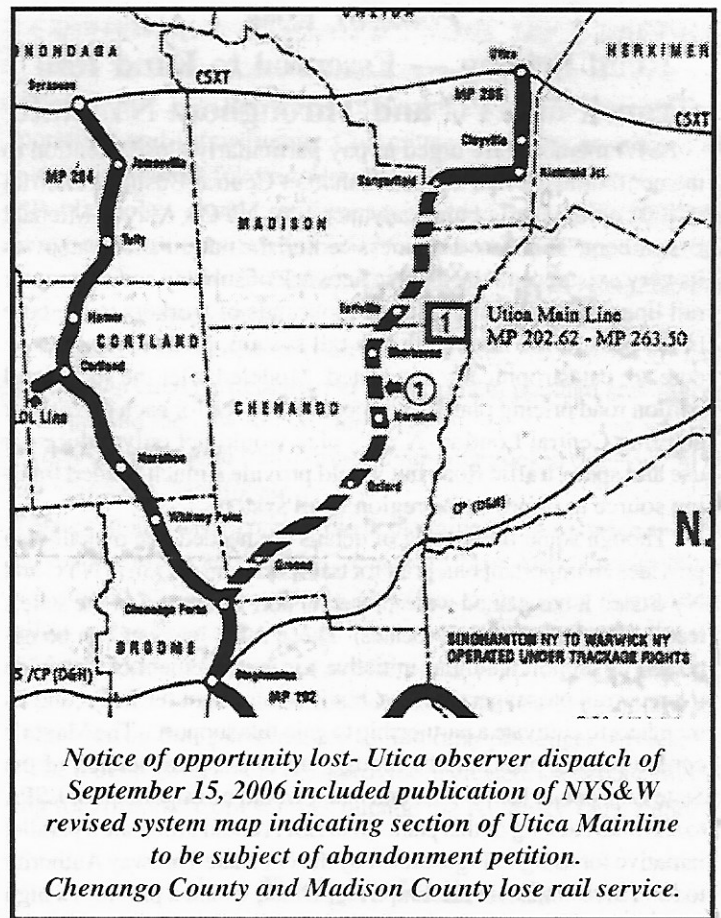 ONONDAGA
HERKIMER
Utica
CSXT
Syracuse
MP 286
CSXT
Jamesville
Clayville
MP 284
Sangerfield
Richfield Jct.
MADISON
Tully
Earlville
Utica Main Line
MP 202.62 - MP 263.50
Homer
CORTLAND
Sherburne
Cortland
CHENANGO
1
Norwich
Marathon
Oxford
CP (D&H)
Whitney Point
Greene
Chenango Forks
BROOME
BINGHAMTON NY TO WARWICK NY
OPERATED UNDER TRACKAGE RIGHTS
/CP (D&H)
Binghamton
MP 192
Notice of opportunity lost- Utica observer dispatch of
September 15, 2006 included publication of NYS&W
revised system map indicating section of Utica Mainline
to be subject of abandonment petition.
Chenango County and Madison County lose rail service.